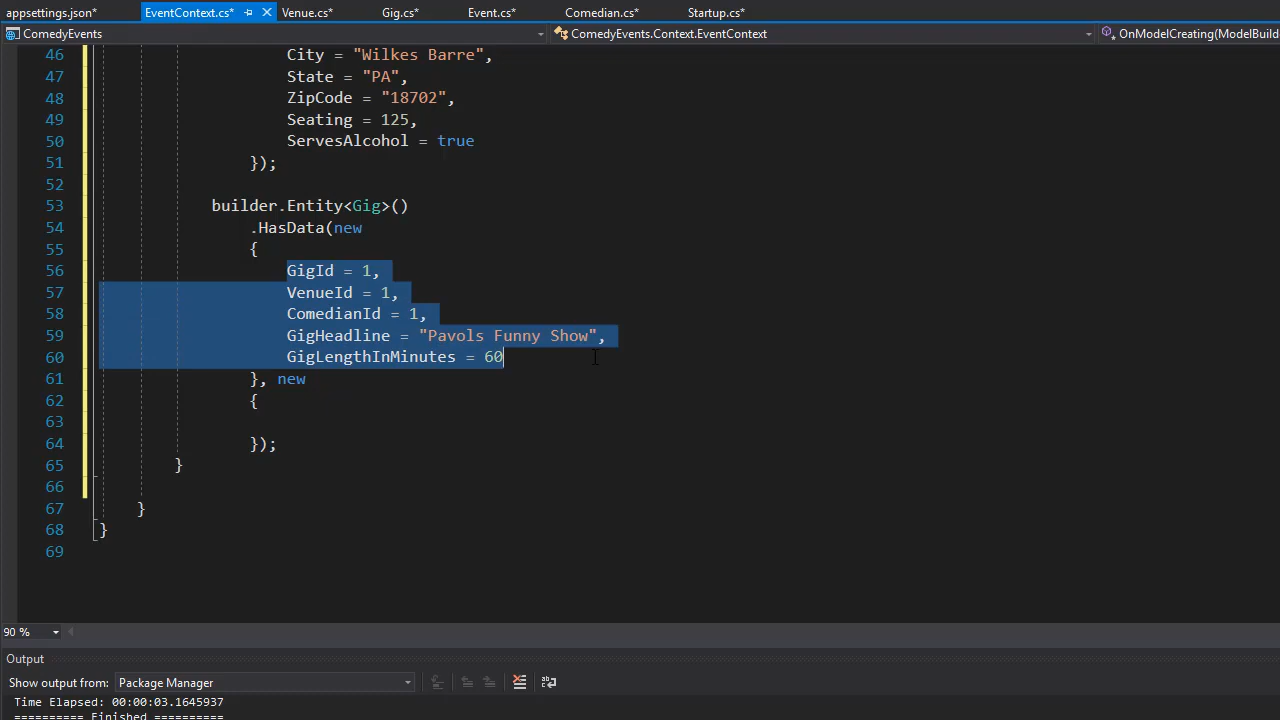 appsettings.json* EventContext.cs* Venue.cs* Gig.cs* Event.cs* Comedian.cs* Startup.cs*
ComedyEvents ComedyEvents.Context.EventContext OnModelCreating(ModelBuild
46 City = "Wilkes Barre",
47 State = "PA",
48 ZipCode = "18702",
49 Seating = 125,
50 ServesAlcohol = true
51 });
52
53 builder.Entity<Gig>()
54 .HasData(new
55 {
56 GigId = 1,
57 VenueId = 1,
58 ComedianId = 1,
59 GigHeadline = "Pavols Funny Show",
60 GigLengthInMinutes = 60
61 }, new
62 {
63
64 });
65 }
66
67 }
68 }
69
90 %
Output
Show output from: Package Manager
Time Elapsed: 00:00:03.1645937
========== Finished ==========